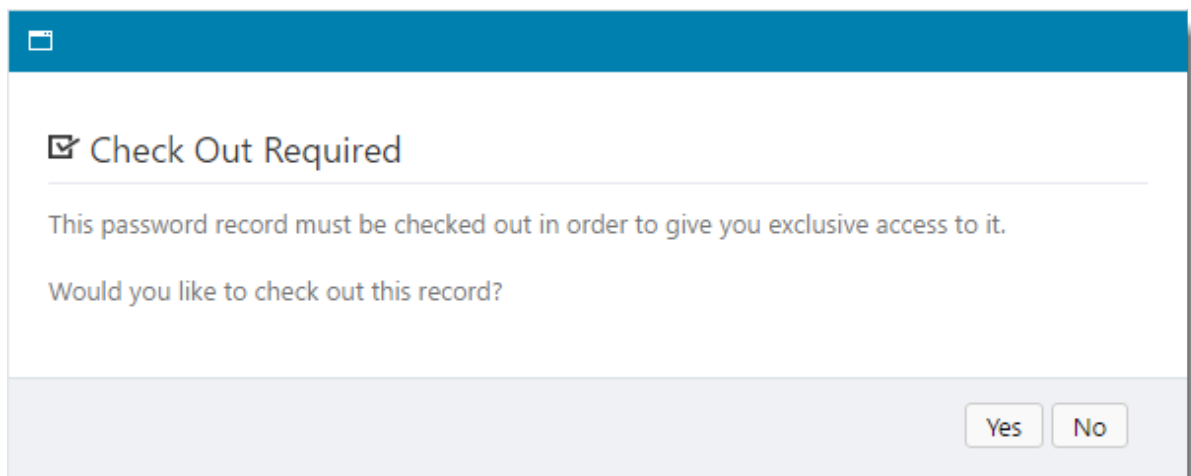 Check Out Required
This password record must be checked out in order to give you exclusive access to it.
Would you like to check out this record?
Yes No